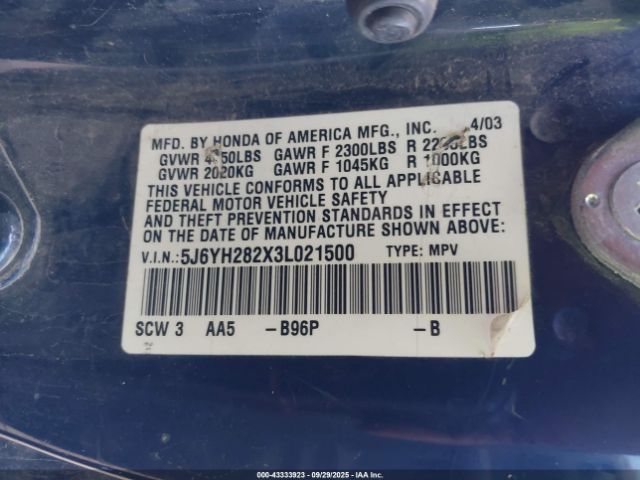 MFD. BY HONDA OF AMERICA MFG., INC. 4/03
GVWR GAWR F 2300LBS R
GVWR 2020KG GAWR F 1045KG R 1000KG
THIS VEHICLE CONFORMS TO ALL APPLICABLE
FEDERAL MOTOR VEHICLE SAFETY
AND THEFT PREVENTION STANDARDS IN EFFECT
ON THE DATE OF MANUFACTURE SHOWN ABOVE:
V.I.N.: 5J6YH282X3L021500 TYPE: MPV
SCW 3 AA5 -B96P -B
000-43333923 - 09/29/2025 - IAA Inc.